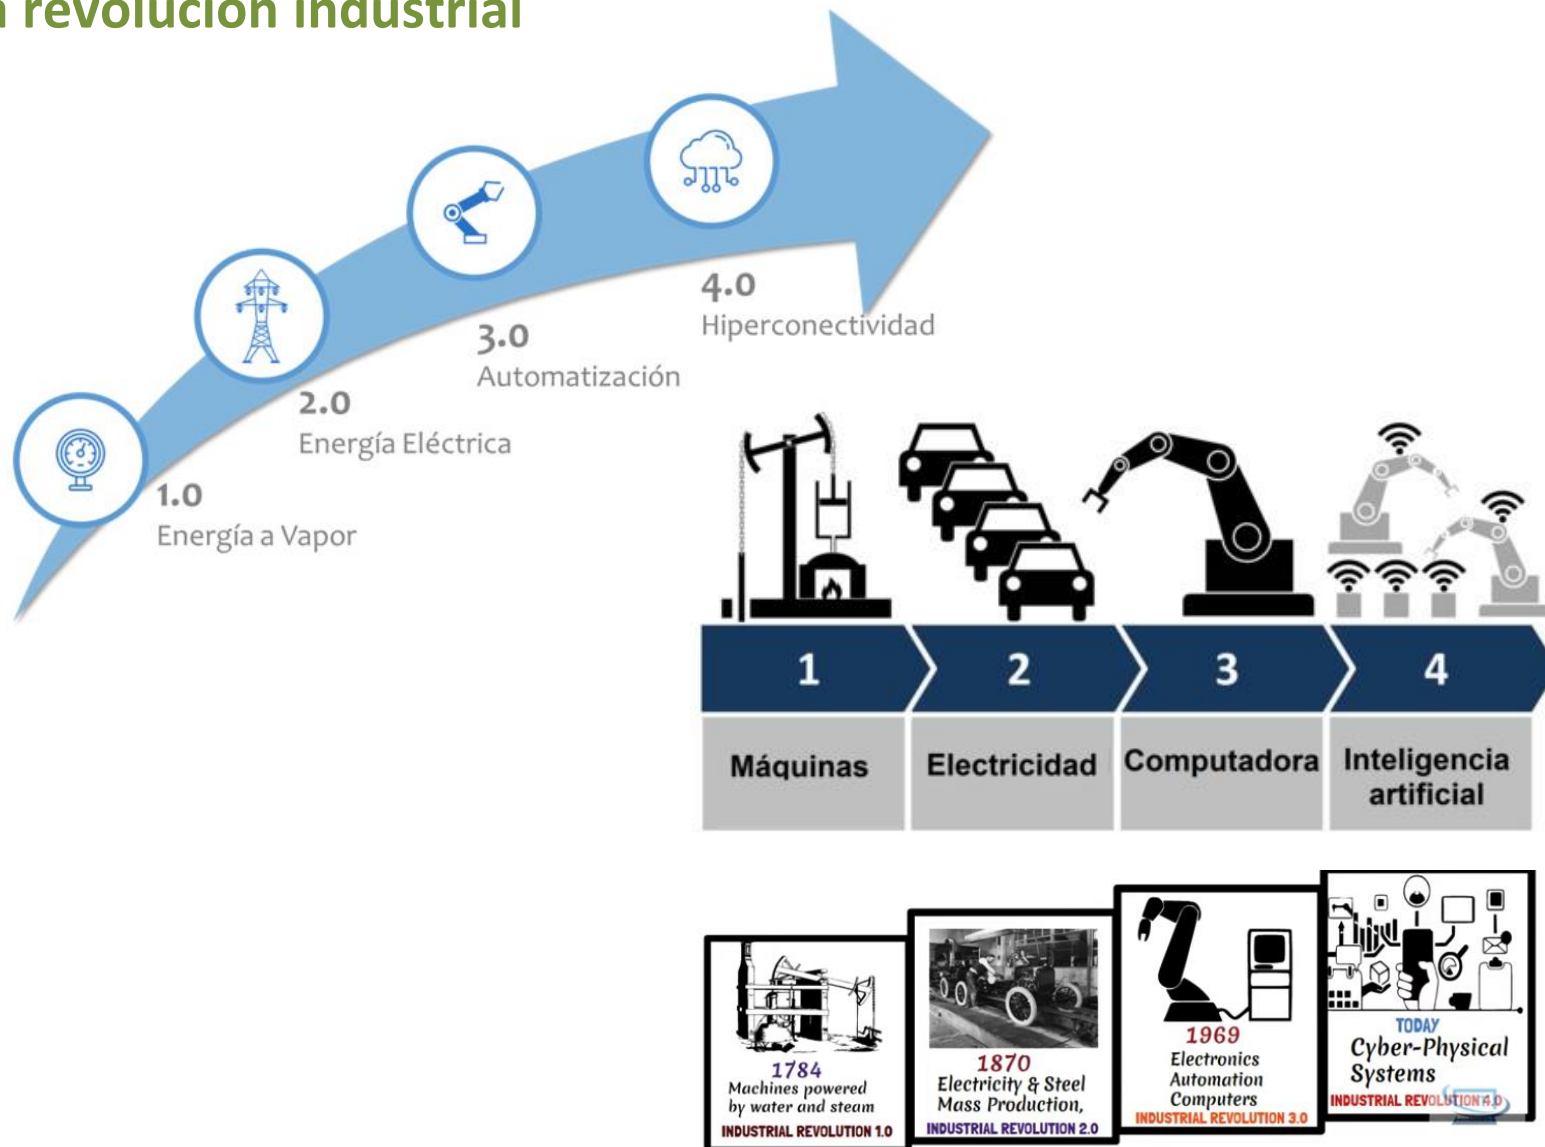 revolución industrial
1.0
Energía a Vapor
2.0
Energía Eléctrica
3.0
Automatización
4.0
Hiperconectividad
1
2
3
4
Máquinas
Electricidad
Computadora
Inteligencia
artificial
1784
Machines powered
by water and steam
INDUSTRIAL REVOLUTION 1.0
1870
Electricity & Steel
Mass Production,
INDUSTRIAL REVOLUTION 2.0
1969
Electronics
Automation
Computers
INDUSTRIAL REVOLUTION 3.0
TODAY
Cyber-Physical
Systems
INDUSTRIAL REVOLUTION 4.0